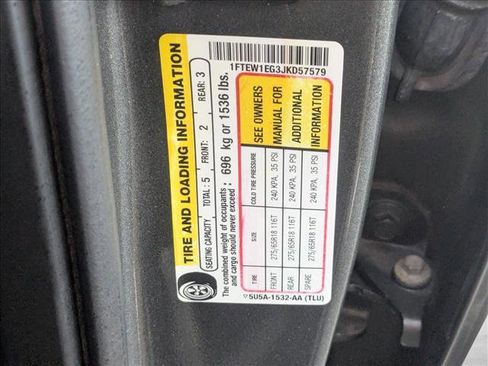 1FTEW1EG3JKD57579
TIRE AND LOADING INFORMATION
SEATING CAPACITY TOTAL: 5 FRONT: 2 REAR: 3
The combined weight of occupants and cargo should never exceed: 696 kg or 1536 lbs.
TIRE SIZE COLD TIRE PRESSURE SEE OWNERS
FRONT 275/65R18 116T 240 KPA, 35 PSI MANUAL FOR
REAR 275/65R18 116T 240 KPA, 35 PSI ADDITIONAL
SPARE 275/65R18 116T 240 KPA, 35 PSI INFORMATION
5U5A-1532-AA (TLU)